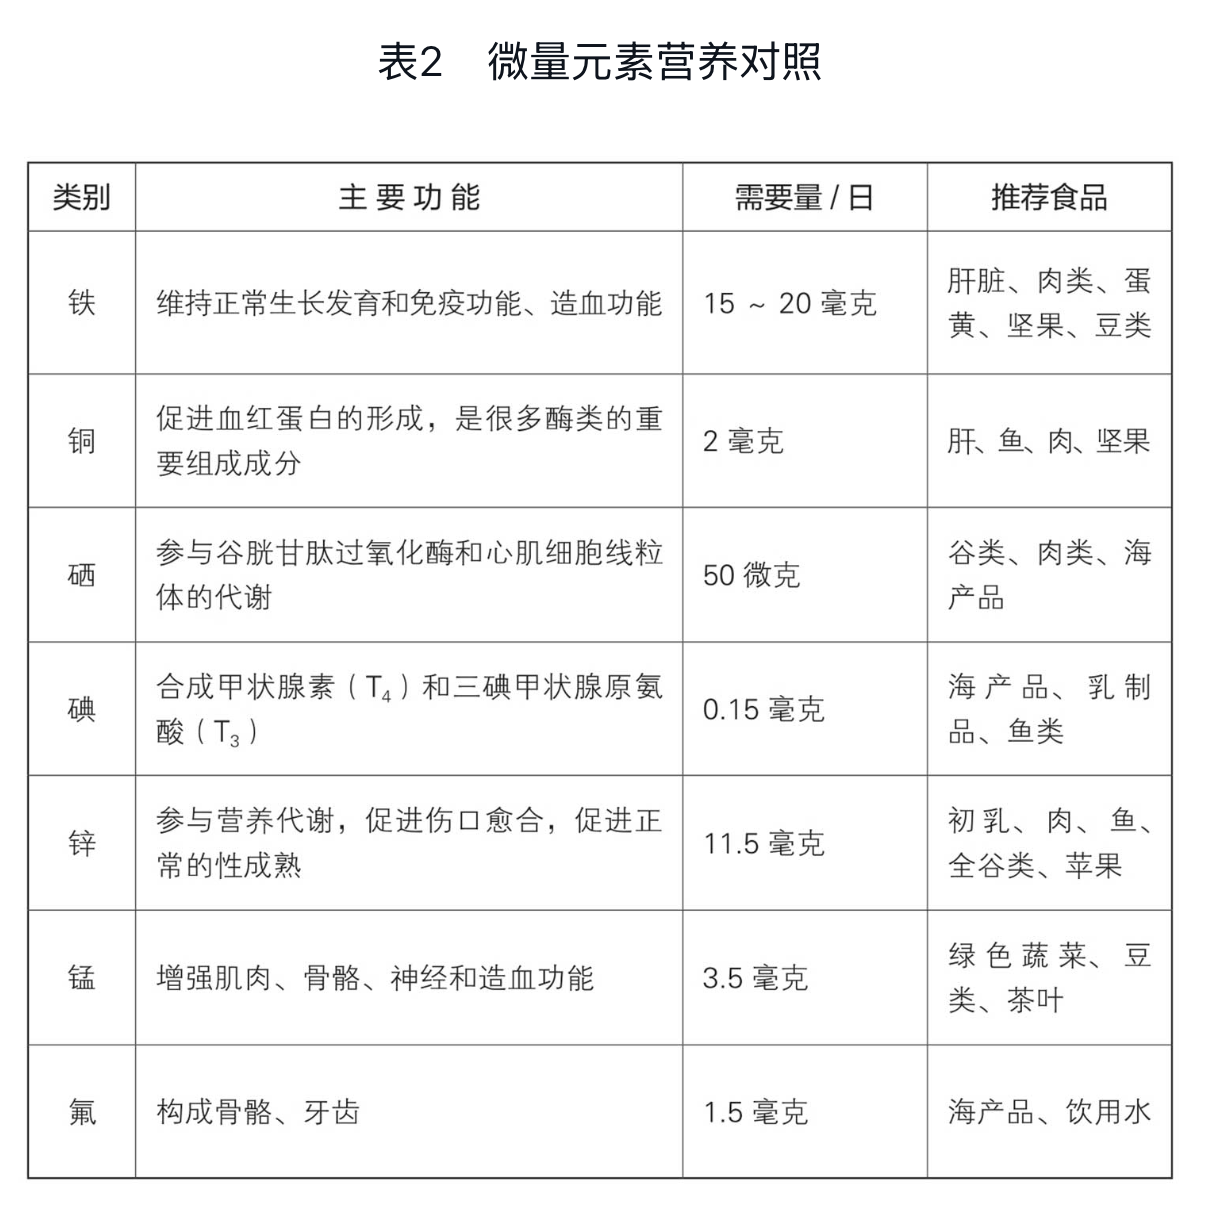 表2 微量元素营养对照
类别 主要功能 需要量/日 推荐食品
铁 维持正常生长发育和免疫功能、造血功能 15 ~ 20 毫克 肝脏、肉类、蛋
黄、坚果、豆类
铜 促进血红蛋白的形成，是很多酶类的重
要组成成分 2 毫克 肝、鱼、肉、坚果
硒 参与谷胱甘肽过氧化酶和心肌细胞线粒
体的代谢 50 微克 谷类、肉类、海
产品
碘 合成甲状腺素（T₄）和三碘甲状腺原氨
酸（T₃） 0.15 毫克 海产品、乳制
品、鱼类
锌 参与营养代谢，促进伤口愈合，促进正
常的性成熟 11.5 毫克 初乳、肉、鱼、
全谷类、苹果
锰 增强肌肉、骨骼、神经和造血功能 3.5 毫克 绿色蔬菜、豆
类、茶叶
氟 构成骨骼、牙齿 1.5 毫克 海产品、饮用水